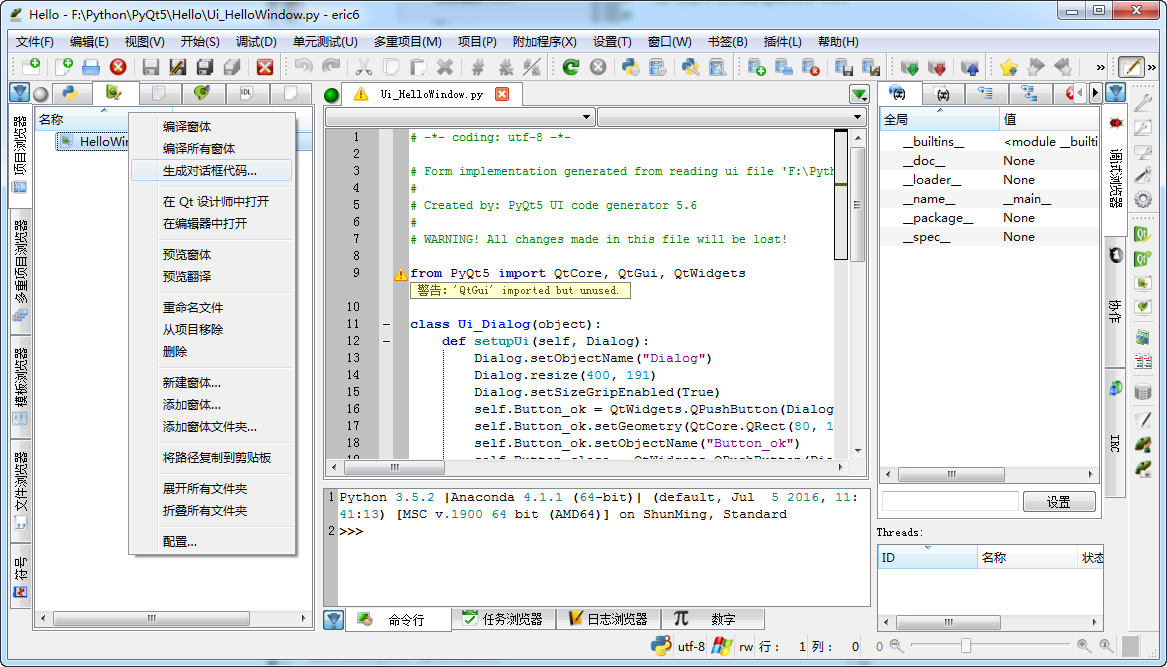 Hello - F:\Python\PyQt5\Hello\Ui_HelloWindow.py - eric6
文件(F) 编辑(E) 视图(V) 开始(S) 调试(D) 单元测试(U) 多重项目(M) 项目(P) 附加程序(X) 设置(T) 窗口(W) 书签(B) 插件(L) 帮助(H)
IDL
Ui_HelloWindow.py
项目浏览器
多重项目浏览器
模板浏览器
文件浏览器
符号
名称
HelloWin
编译窗体
编译所有窗体
生成对话框代码...
在 Qt 设计师中打开
在编辑器中打开
预览窗体
预览翻译
重命名文件
从项目移除
删除
新建窗体...
添加窗体...
添加窗体文件夹...
将路径复制到剪贴板
展开所有文件夹
折叠所有文件夹
配置...
1 # -*- coding: utf-8 -*-
2
3 # Form implementation generated from reading ui file 'F:\Pyth
4 #
5 # Created by: PyQt5 UI code generator 5.6
6 #
7 # WARNING! All changes made in this file will be lost!
8
9 from PyQt5 import QtCore, QtGui, QtWidgets
警告: 'QtGui' imported but unused.
10
11 class Ui_Dialog(object):
12 def setupUi(self, Dialog):
13 Dialog.setObjectName("Dialog")
14 Dialog.resize(400, 191)
15 Dialog.setSizeGripEnabled(True)
16 self.Button_ok = QtWidgets.QPushButton(Dialog
17 self.Button_ok.setGeometry(QtCore.QRect(80, 1
18 self.Button_ok.setObjectName("Button_ok")
1 Python 3.5.2 |Anaconda 4.1.1 (64-bit)| (default, Jul  5 2016, 11:
41:13) [MSC v.1900 64 bit (AMD64)] on ShunMing, Standard
2 >>>
命令行 任务浏览器 日志浏览器 数字
全局 值
__builtins__ <module __builti
__doc__ None
__loader__ None
__name__ __main__
__package__ None
__spec__ None
设置
Threads:
ID 名称 状态
调试浏览器
协作
IRC
utf-8 rw 行: 1 列: 0 0